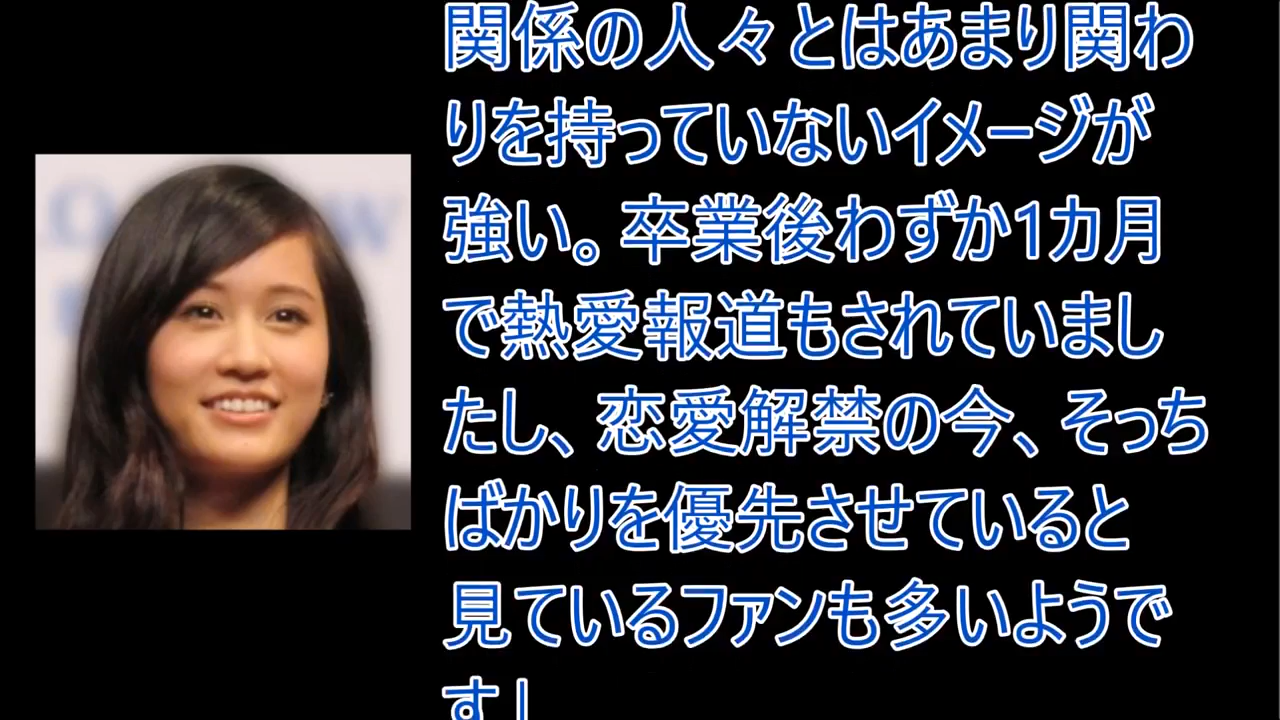 関係の人々とはあまり関わ
りを持っていないイメージが
強い。卒業後わずか1カ月
で熱愛報道もされていまし
たし、恋愛解禁の今、そっち
ばかりを優先させていると
見ているファンも多いようで
す」